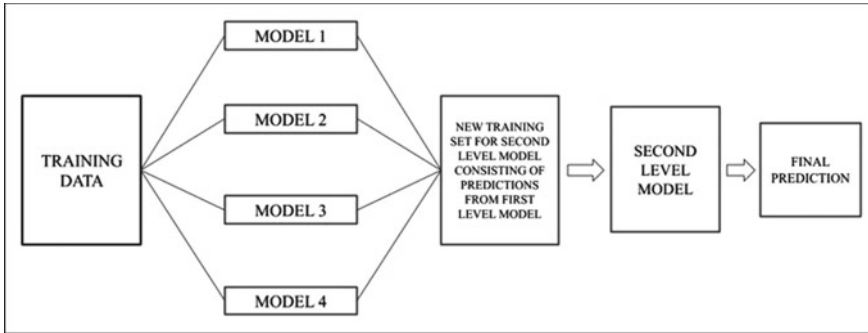 TRAINING
DATA
MODEL 1
MODEL 2
MODEL 3
MODEL 4
NEW TRAINING
SET FOR SECOND
LEVEL MODEL
CONSISTING OF
PREDICTIONS
FROM FIRST
LEVEL MODEL
SECOND
LEVEL
MODEL
FINAL
PREDICTION